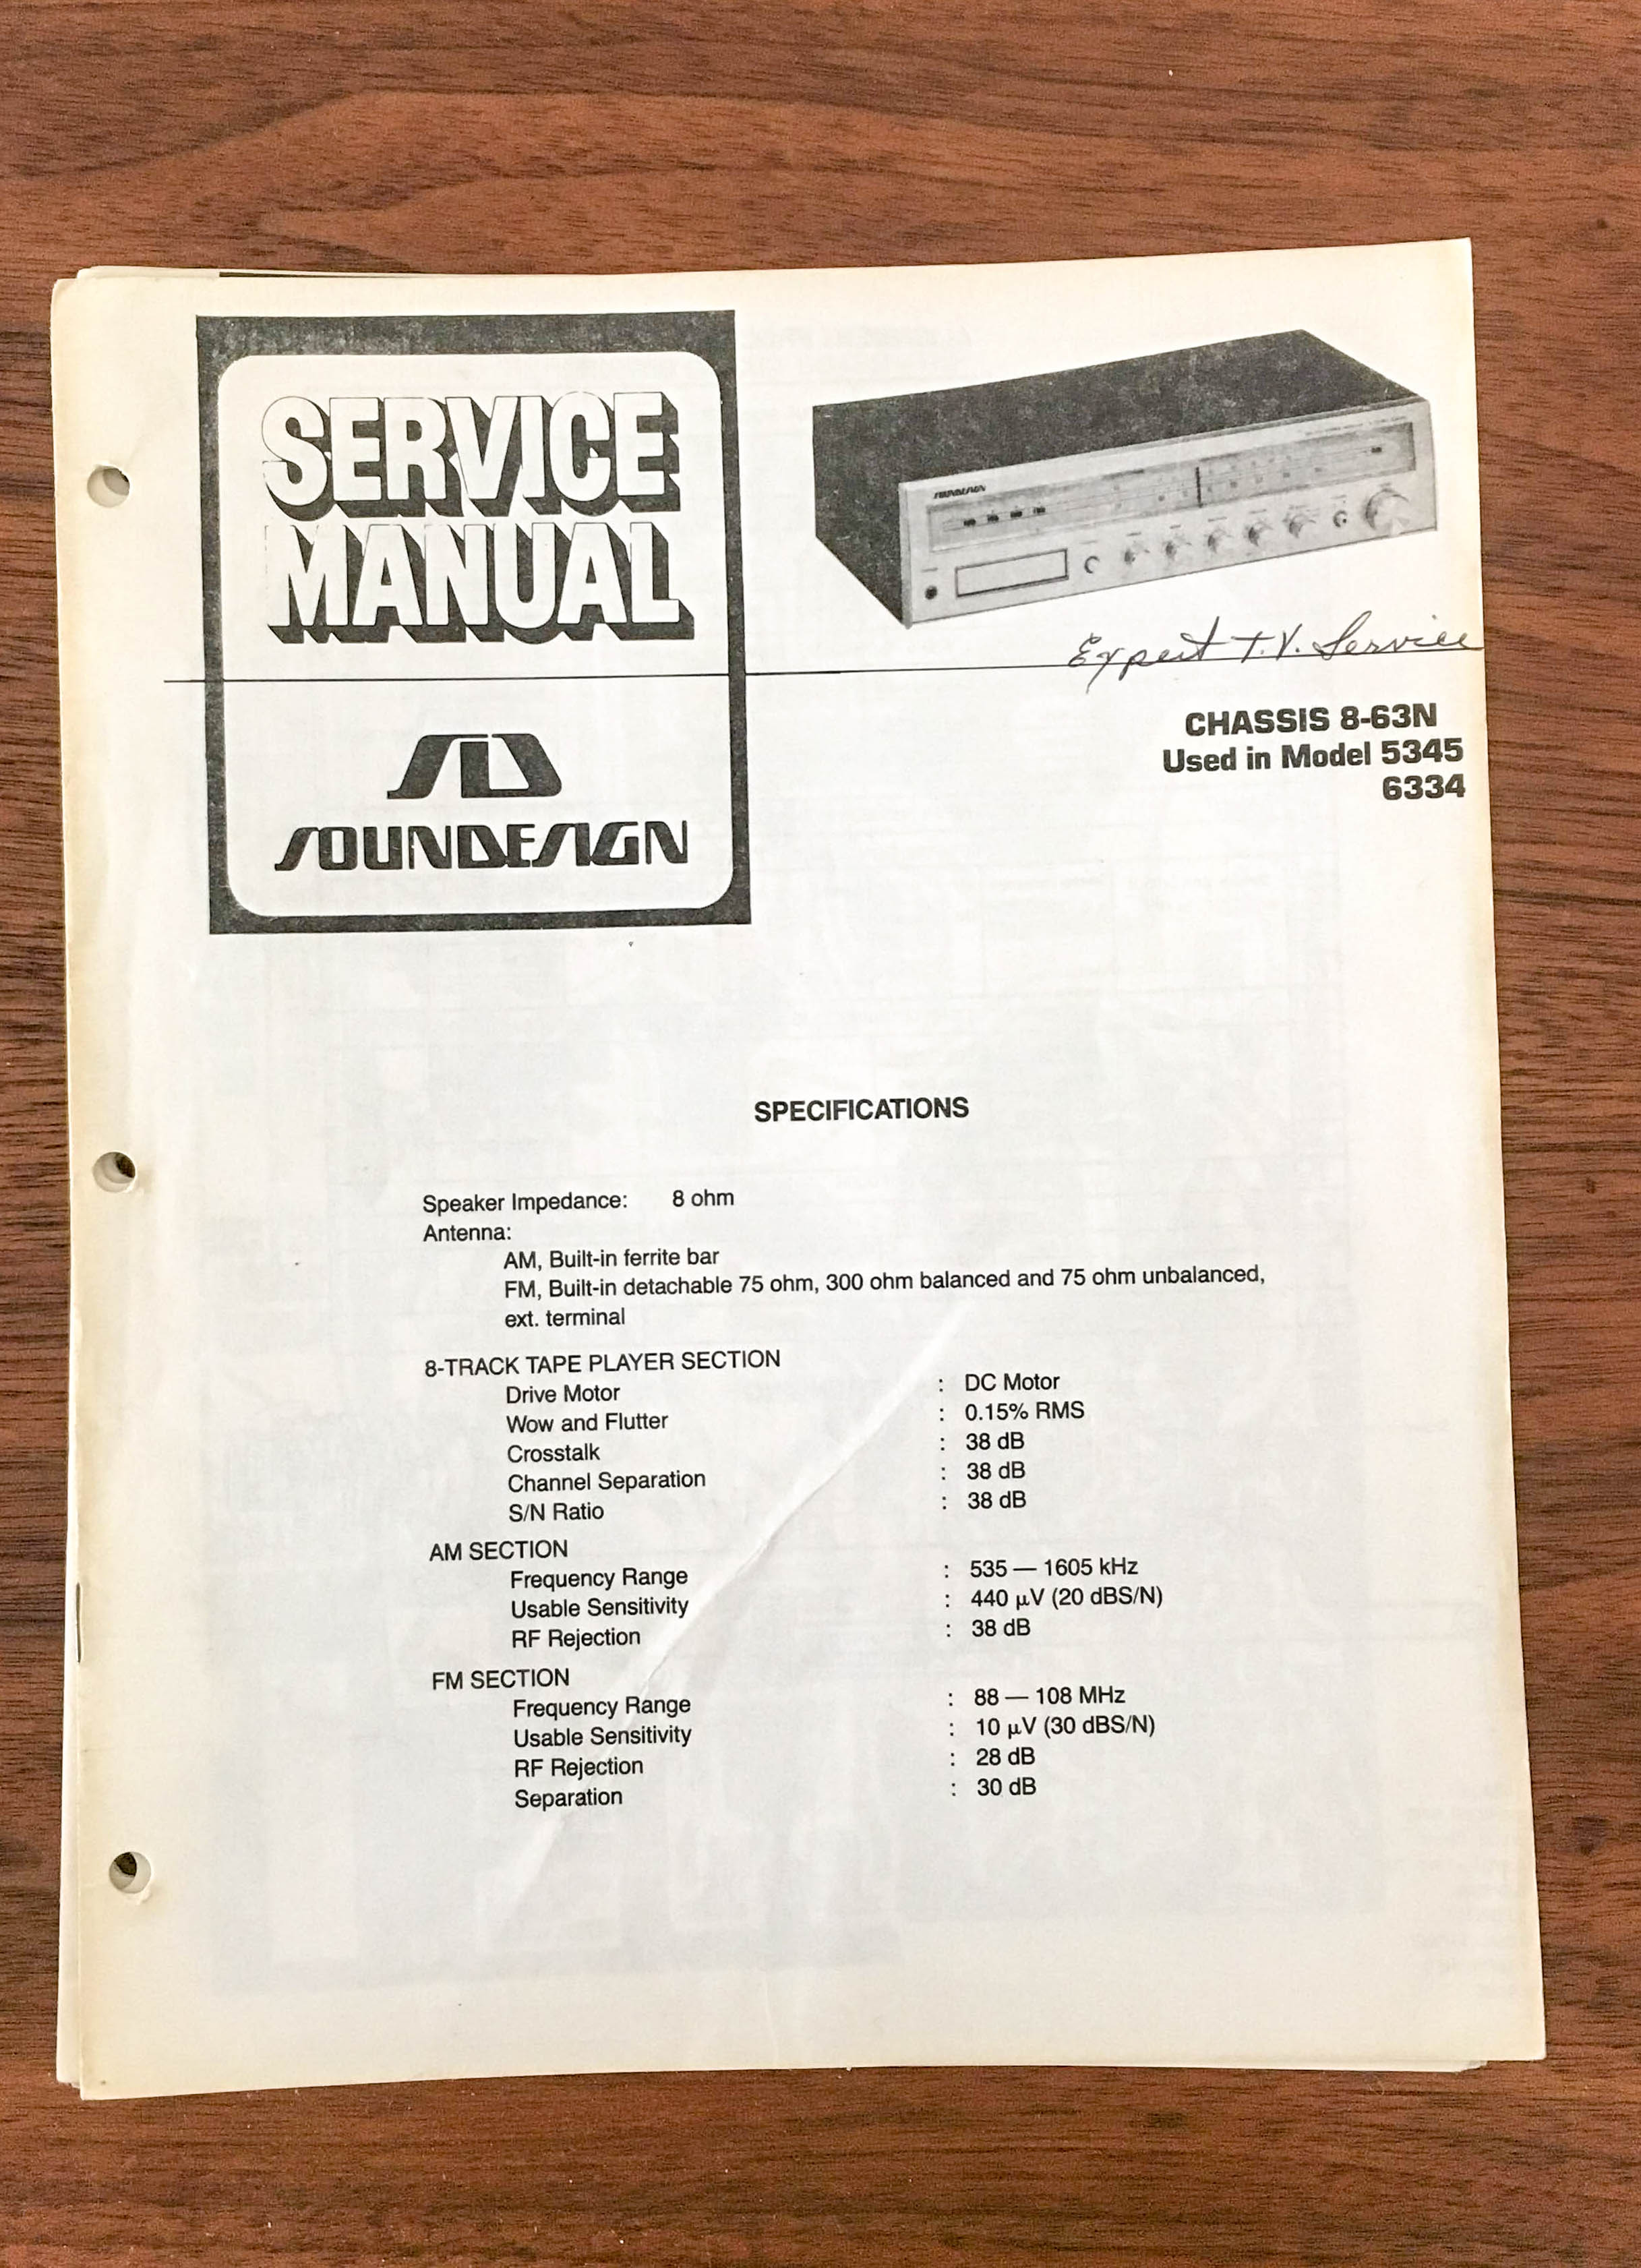 SERVICE
MANUAL
SOUNDESIGN
SOUNDESIGN
Expert T.V. Service
CHASSIS 8-63N
Used in Model 5345
6334
SPECIFICATIONS
Speaker Impedance: 8 ohm
Antenna:
AM, Built-in ferrite bar
FM, Built-in detachable 75 ohm, 300 ohm balanced and 75 ohm unbalanced,
ext. terminal
8-TRACK TAPE PLAYER SECTION
Drive Motor : DC Motor
Wow and Flutter : 0.15% RMS
Crosstalk : 38 dB
Channel Separation : 38 dB
S/N Ratio : 38 dB
AM SECTION
Frequency Range : 535 — 1605 kHz
Usable Sensitivity : 440 μV (20 dBS/N)
RF Rejection : 38 dB
FM SECTION
Frequency Range : 88 — 108 MHz
Usable Sensitivity : 10 μV (30 dBS/N)
RF Rejection : 28 dB
Separation : 30 dB